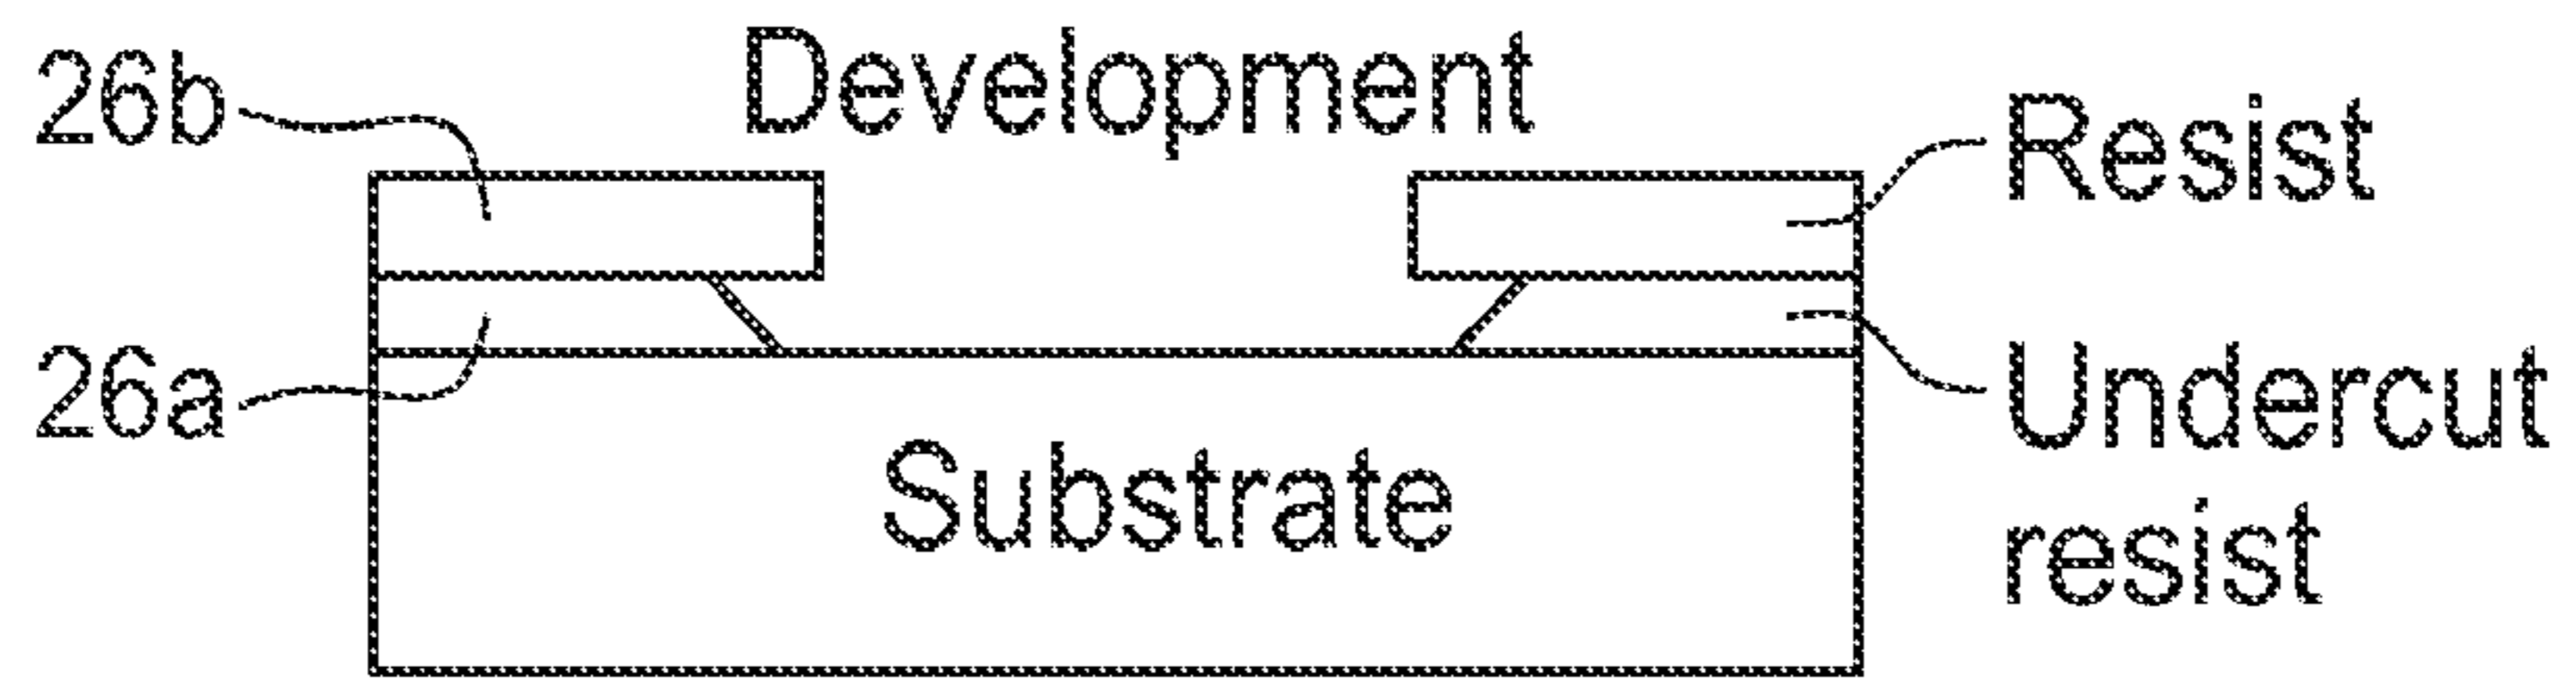 26b
Development
Resist
26a
Undercut
resist
Substrate